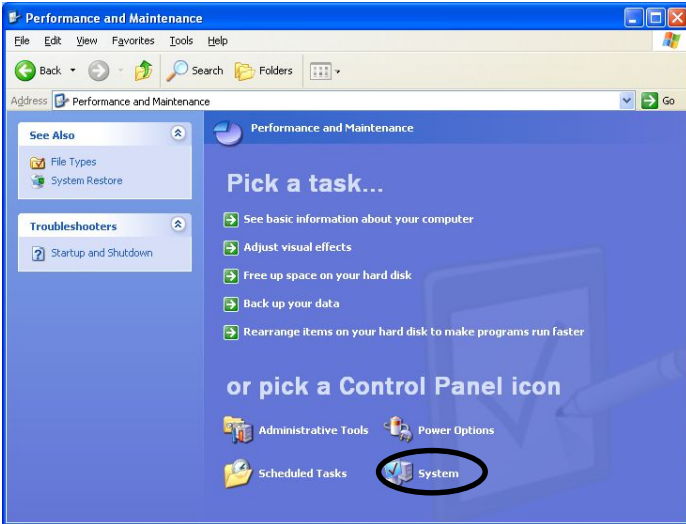 Performance and Maintenance
File Edit View Favorites Tools Help
Back Search Folders
Address Performance and Maintenance Go
See Also
File Types
System Restore
Troubleshooters
Startup and Shutdown
Performance and Maintenance
Pick a task...
See basic information about your computer
Adjust visual effects
Free up space on your hard disk
Back up your data
Rearrange items on your hard disk to make programs run faster
or pick a Control Panel icon
Administrative Tools Power Options
Scheduled Tasks System